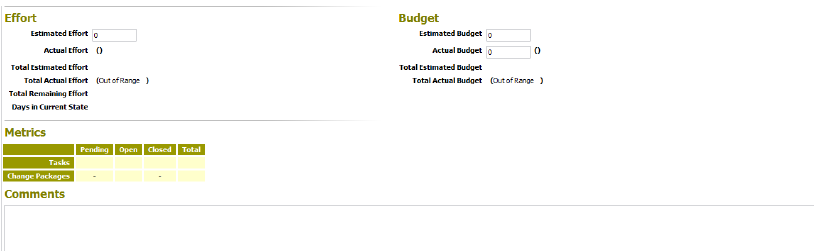 Effort
Estimated Effort 0
Actual Effort ()
Total Estimated Effort
Total Actual Effort (Out of Range )
Total Remaining Effort
Days in Current State
Budget
Estimated Budget 0
Actual Budget 0 ()
Total Estimated Budget
Total Actual Budget (Out of Range )
Metrics
Pending Open Closed Total
Tasks
Change Packages - -
Comments